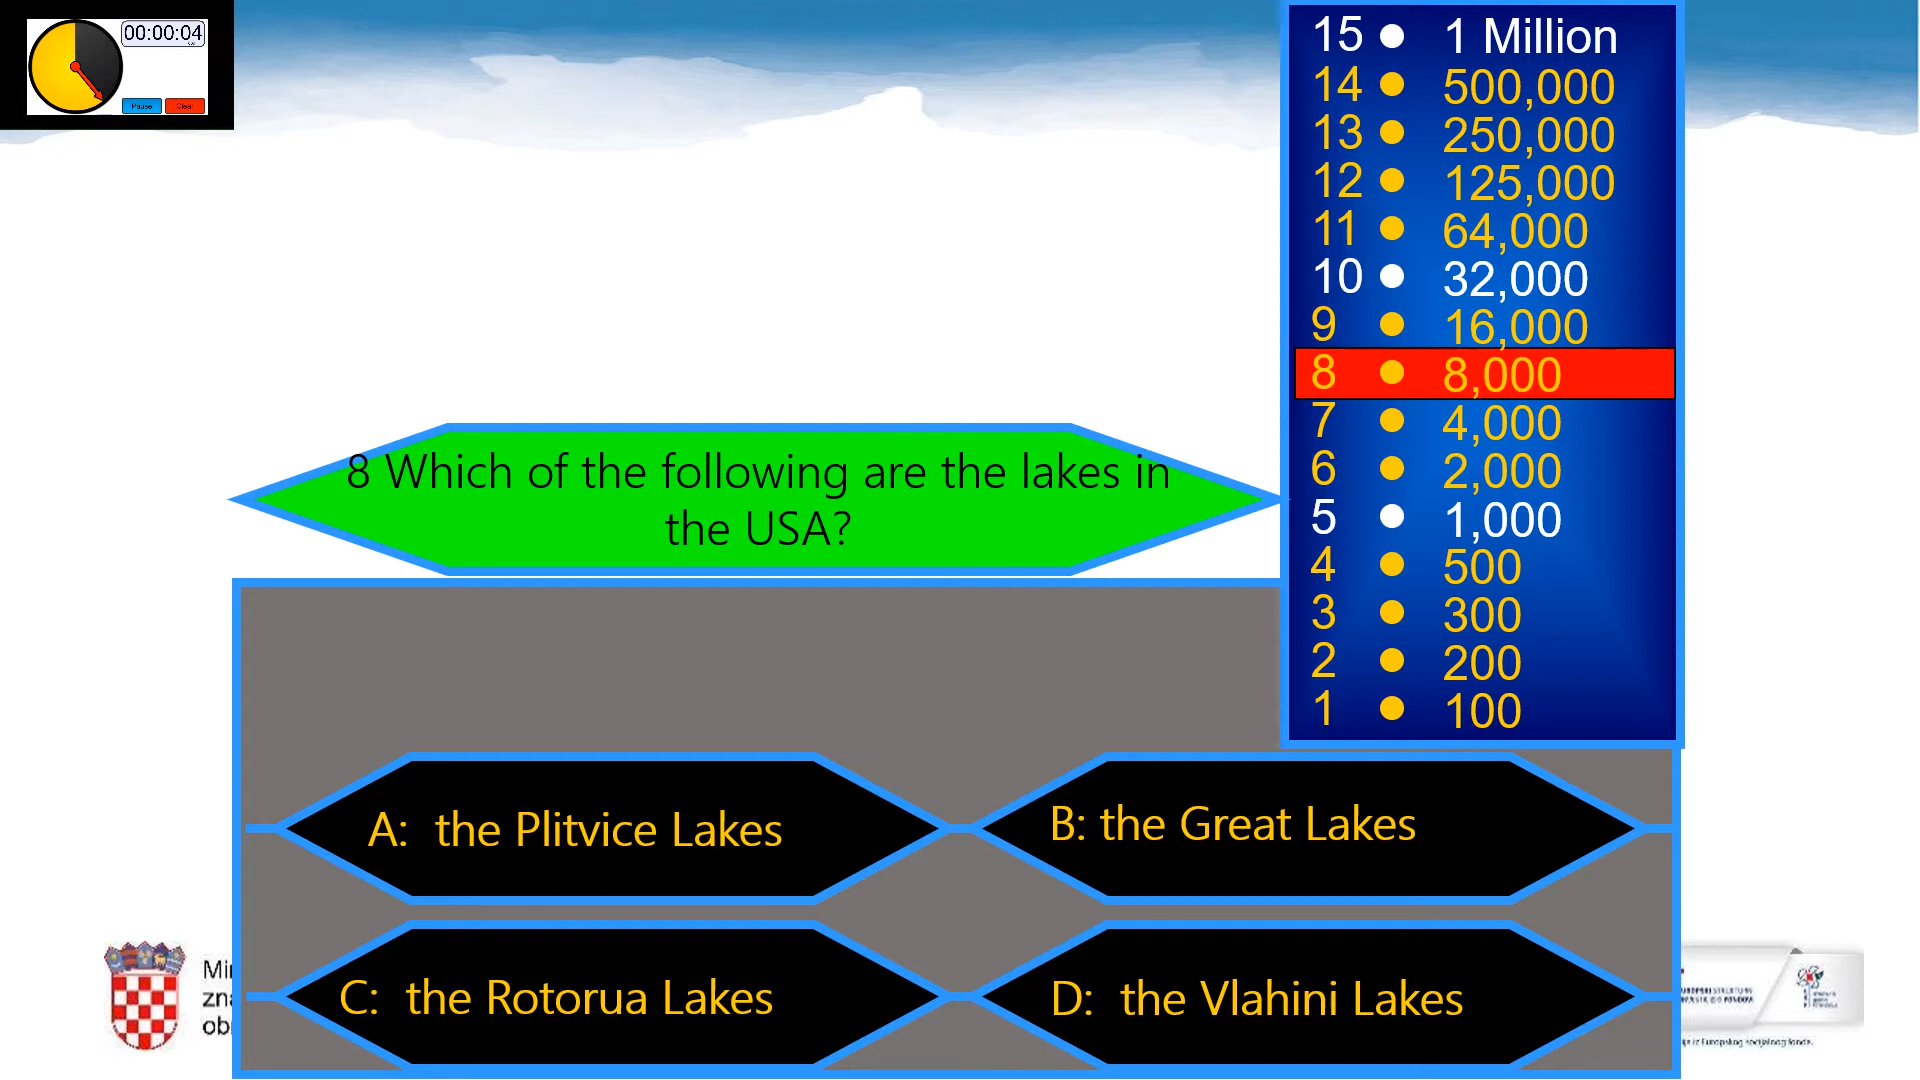 00:00:04
Pause
Clear
15 • 1 Million
14 • 500,000
13 • 250,000
12 • 125,000
11 • 64,000
10 • 32,000
9 • 16,000
8 • 8,000
7 • 4,000
6 • 2,000
5 • 1,000
4 • 500
3 • 300
2 • 200
1 • 100
8 Which of the following are the lakes in
the USA?
A: the Plitvice Lakes
B: the Great Lakes
C: the Rotorua Lakes
D: the Vlahini Lakes